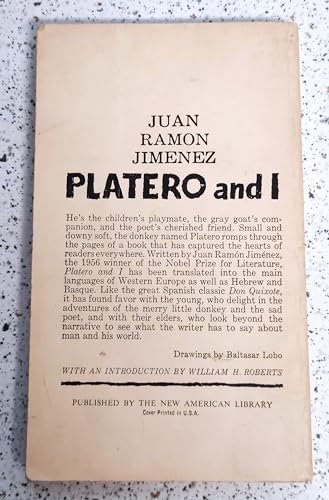 JUAN
RAMON
JIMENEZ
PLATERO and I
He's the children's playmate, the gray goat's com-
panion, and the poet's cherished friend. Small and
downy soft, the donkey named Platero romps through
the pages of a book that has captured the hearts of
readers everywhere. Written by Juan Ramón Jiménez,
the 1956 winner of the Nobel Prize for Literature,
Platero and I has been translated into the main
languages of Western Europe as well as Hebrew and
Basque. Like the great Spanish classic Don Quixote,
it has found favor with the young, who delight in the
adventures of the merry little donkey and the sad
poet, and with their elders, who look beyond the
narrative to see what the writer has to say about
man and his world.
Drawings by Baltasar Lobo
WITH AN INTRODUCTION BY WILLIAM H. ROBERTS
PUBLISHED BY THE NEW AMERICAN LIBRARY
Cover Printed in U.S.A.